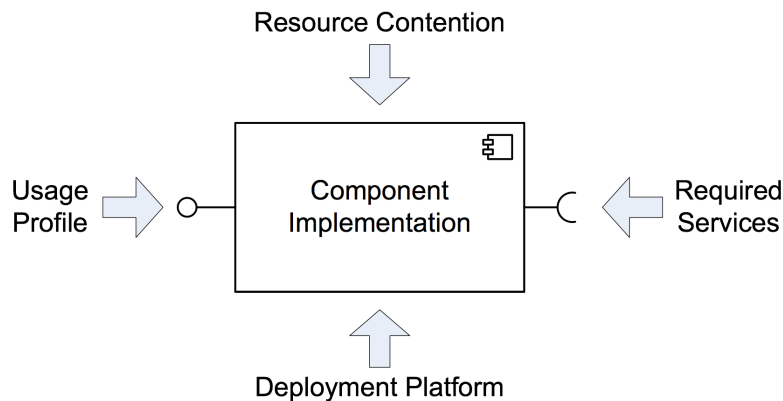 Resource Contention
Usage
Profile
Component
Implementation
Required
Services
Deployment Platform